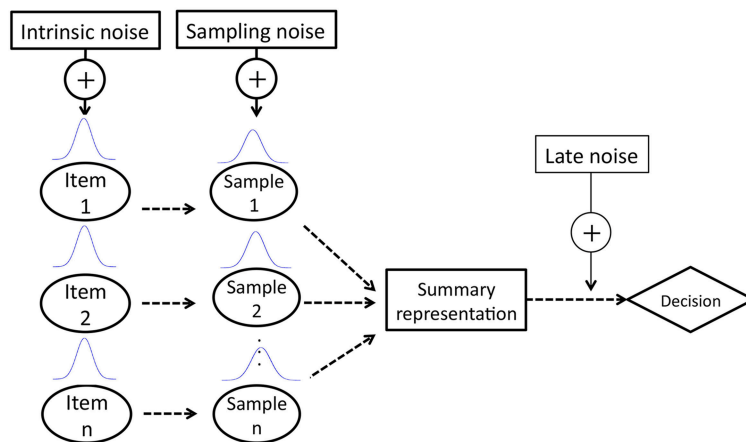 Intrinsic noise
Sampling noise
+
+
Item
1
Sample
1
Late noise
+
Item
2
Sample
2
Summary
representation
Decision
Item
n
Sample
n